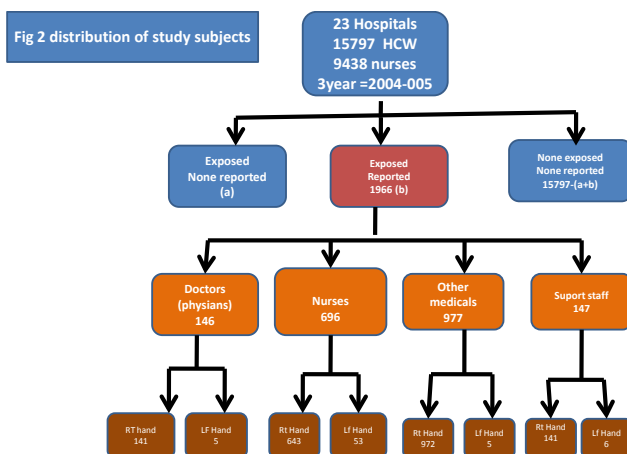 Fig 2 distribution of study subjects
23 Hospitals
15797 HCW
9438 nurses
3year =2004-005
Exposed
None reported
(a)
Exposed
Reported
1966 (b)
None exposed
None reported
15797-(a+b)
Doctors
(physians)
146
Nurses
696
Other
medicals
977
Suport staff
147
RT hand
141
LF Hand
5
Rt Hand
643
Lf Hand
53
Rt Hand
972
Lf Hand
5
Rt Hand
141
Lf Hand
6